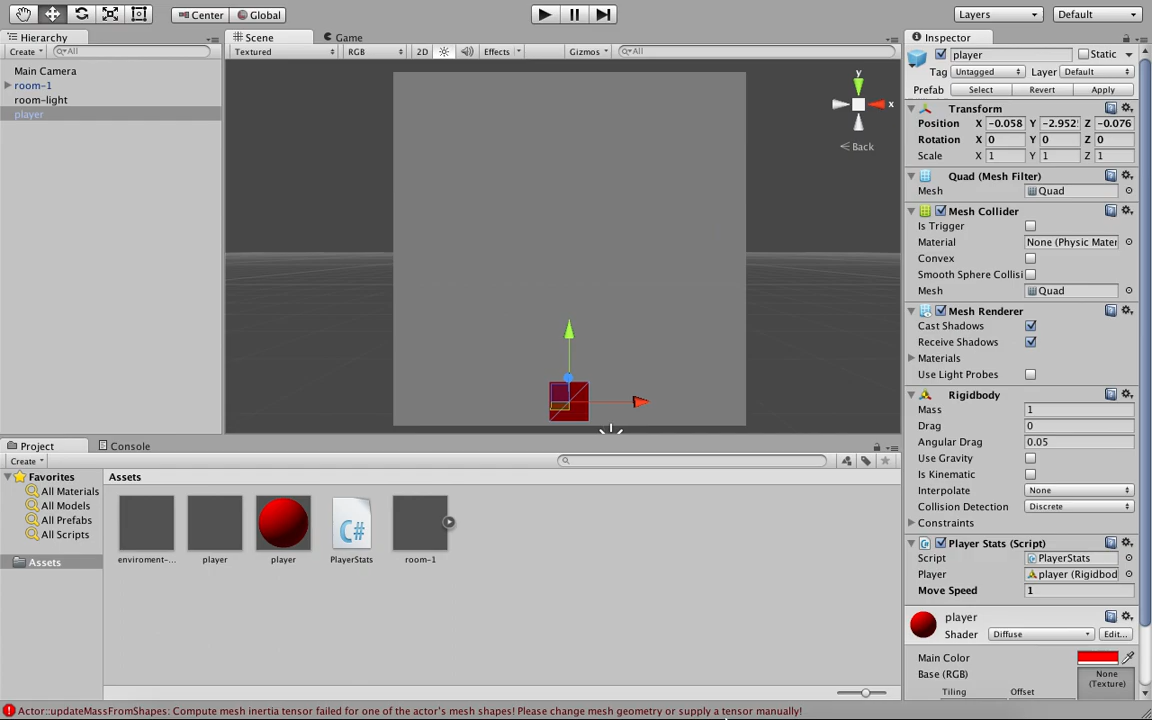 Center Global Layers Default
Hierarchy Scene Game Inspector
Create All Textured RGB 2D Effects Gizmos All player Static
Main Camera Tag Untagged Layer Default
room-1 y x Prefab Select Revert Apply
room-light Transform
player Position X -0.058 Y -2.952 Z -0.076
Rotation X 0 Y 0 Z 0
Back Scale X 1 Y 1 Z 1
Quad (Mesh Filter)
Mesh Quad
Mesh Collider
Is Trigger
Material None (Physic Mater
Convex
Smooth Sphere Collisi
Mesh Quad
Mesh Renderer
Cast Shadows
Receive Shadows
Materials
Use Light Probes
Rigidbody
Mass 1
Drag 0
Angular Drag 0.05
Use Gravity
Is Kinematic
Interpolate None
Collision Detection Discrete
Constraints
Player Stats (Script)
Script PlayerStats
Player player (Rigidbod
Move Speed 1
player
Shader Diffuse Edit...
Main Color
Base (RGB) None
(Texture)
Tiling Offset
Project Console
Create
Favorites Assets
All Materials
All Models
All Prefabs
All Scripts
Assets
C#
enviroment-... player player PlayerStats room-1
Actor::updateMassFromShapes: Compute mesh inertia tensor failed for one of the actor's mesh shapes! Please change mesh geometry or supply a tensor manually!